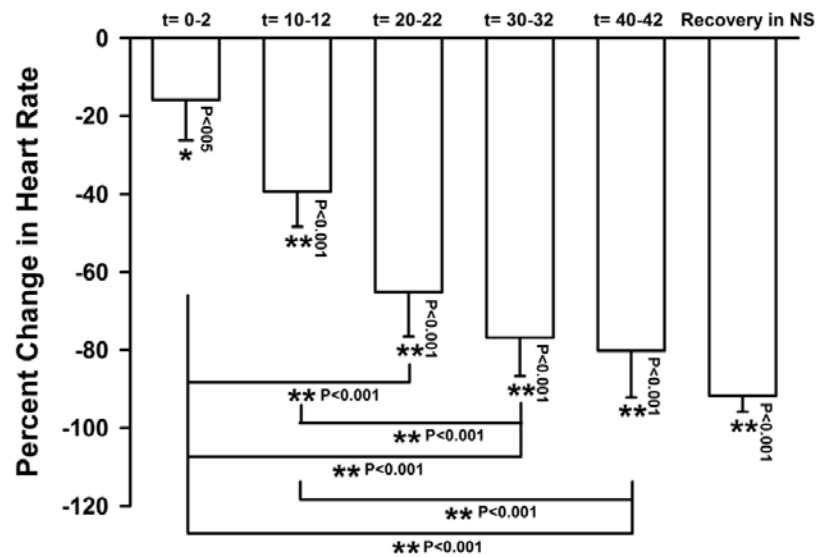 t= 0-2 t= 10-12 t= 20-22 t= 30-32 t= 40-42 Recovery in NS
Percent Change in Heart Rate
0
-20
-40
-60
-80
-100
-120
P<005
*
P<0.001
**
P<0.001
**
P<0.001
**
P<0.001
**
P<0.001
**
** P<0.001
** P<0.001
** P<0.001
** P<0.001
** P<0.001